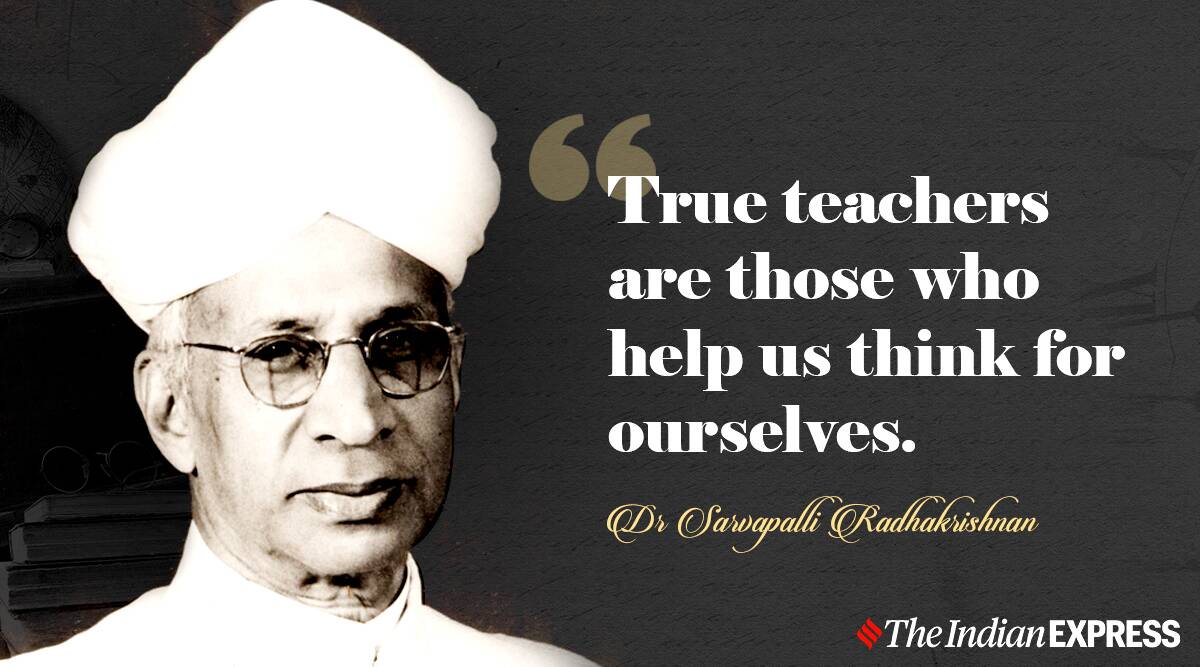 “
True teachers
are those who
help us think for
ourselves.
Dr Sarvapalli Radhakrishnan
The Indian EXPRESS